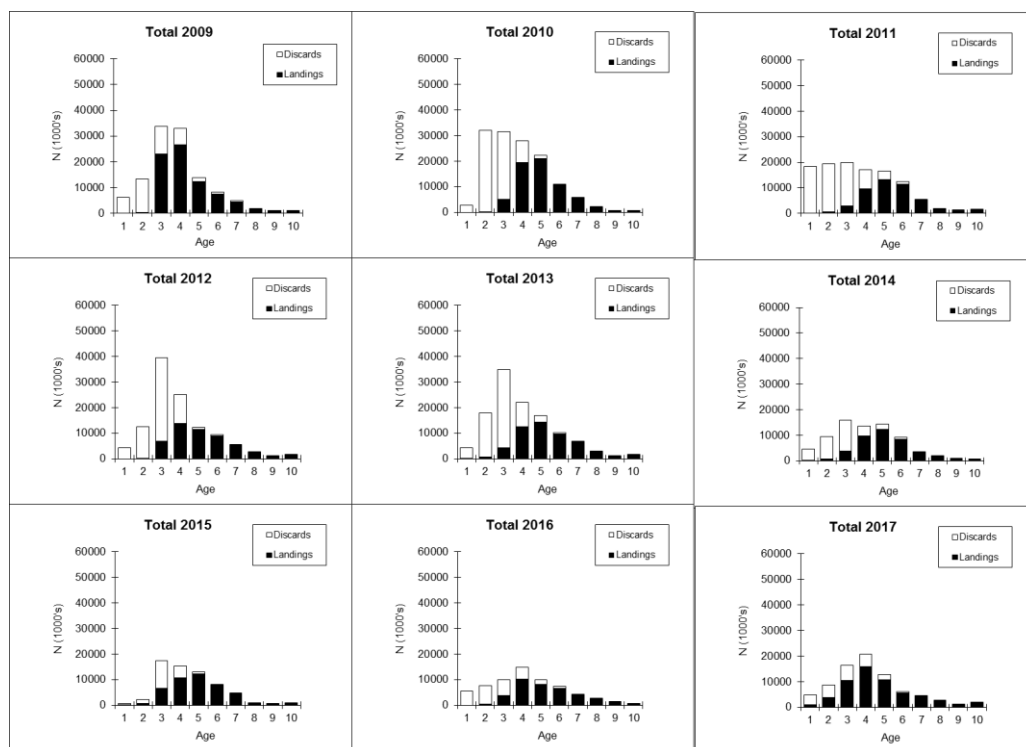 Total 2009
Discards
Landings
N (1000's)
60000
50000
40000
30000
20000
10000
0
1 2 3 4 5 6 7 8 9 10
Age
Total 2010
Discards
Landings
N (1000's)
60000
50000
40000
30000
20000
10000
0
1 2 3 4 5 6 7 8 9 10
Age
Total 2011
Discards
Landings
N (1000's)
60000
50000
40000
30000
20000
10000
0
1 2 3 4 5 6 7 8 9 10
Age
Total 2012
Discards
Landings
N (1000's)
60000
50000
40000
30000
20000
10000
0
1 2 3 4 5 6 7 8 9 10
Age
Total 2013
Discards
Landings
N (1000's)
60000
50000
40000
30000
20000
10000
0
1 2 3 4 5 6 7 8 9 10
Age
Total 2014
Discards
Landings
N (1000's)
60000
50000
40000
30000
20000
10000
0
1 2 3 4 5 6 7 8 9 10
Age
Total 2015
Discards
Landings
N (1000's)
60000
50000
40000
30000
20000
10000
0
1 2 3 4 5 6 7 8 9 10
Age
Total 2016
Discards
Landings
N (1000's)
60000
50000
40000
30000
20000
10000
0
1 2 3 4 5 6 7 8 9 10
Age
Total 2017
Discards
Landings
N (1000's)
60000
50000
40000
30000
20000
10000
0
1 2 3 4 5 6 7 8 9 10
Age